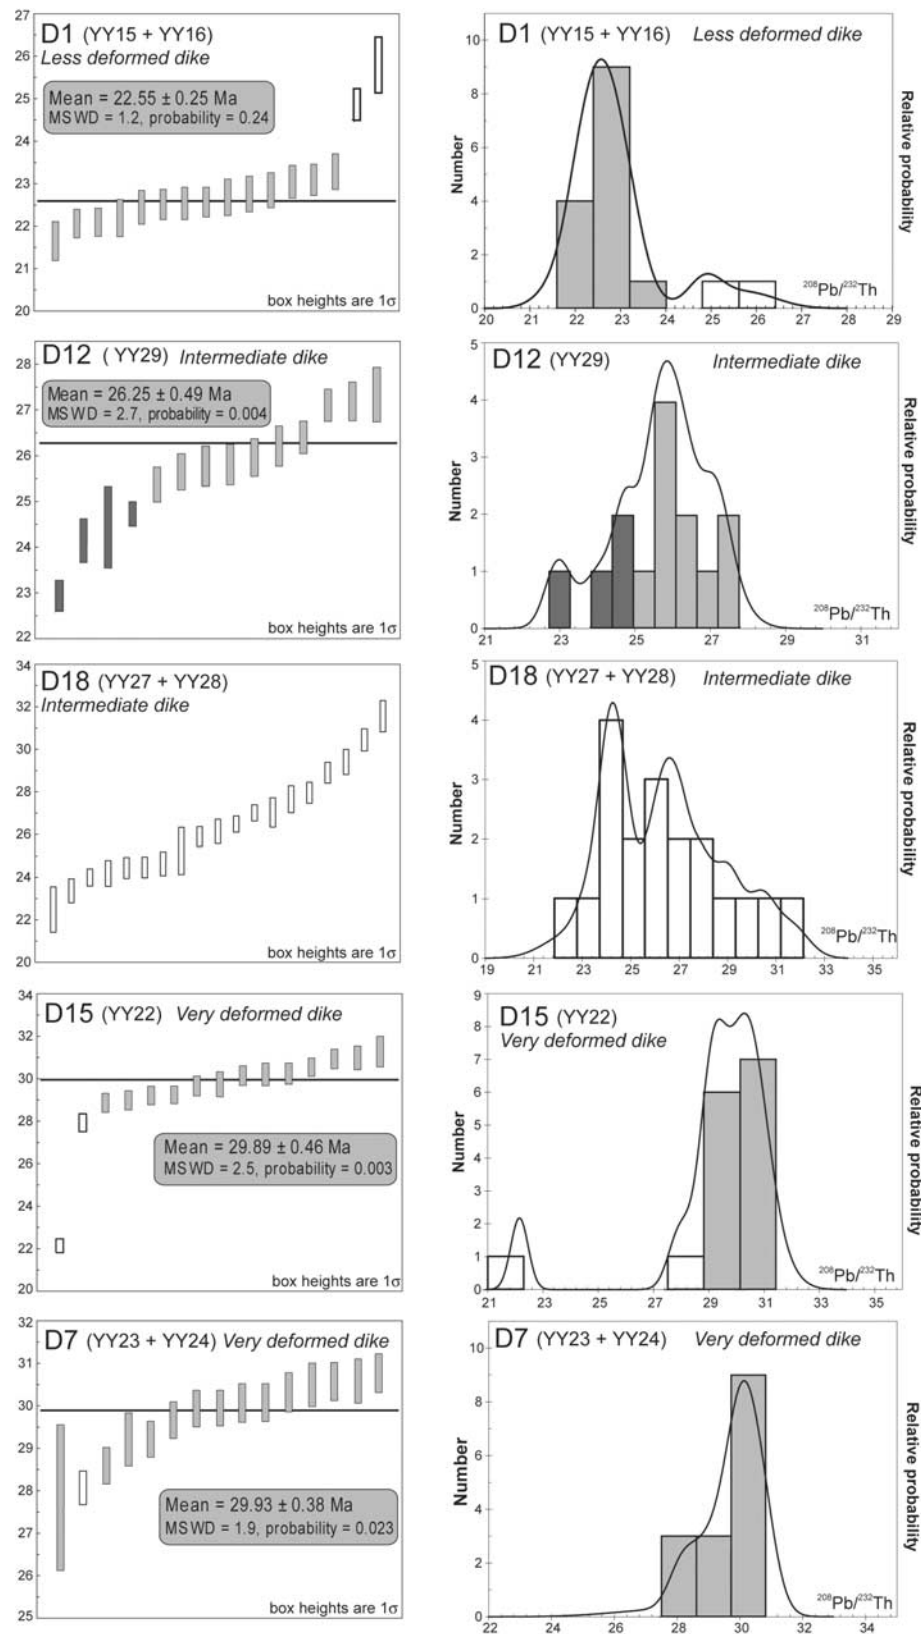 27
26
25
24
23
22
21
20
D1 (YY15 + YY16)
Less deformed dike
Mean = 22.55 ± 0.25 Ma
MSWD = 1.2, probability = 0.24
box heights are 1σ
D1 (YY15 + YY16) Less deformed dike
10
8
6
4
2
0
Number
Relative probability
208Pb/232Th
20 21 22 23 24 25 26 27 28 29
28
27
26
25
24
23
22
D12 ( YY29) Intermediate dike
Mean = 26.25 ± 0.49 Ma
MSWD = 2.7, probability = 0.004
box heights are 1σ
D12 (YY29) Intermediate dike
5
4
3
2
1
0
Number
Relative probability
208Pb/232Th
21 23 25 27 29 31
34
32
30
28
26
24
22
20
D18 (YY27 + YY28)
Intermediate dike
box heights are 1σ
D18 (YY27 + YY28) Intermediate dike
5
4
3
2
1
0
Number
Relative probability
208Pb/232Th
19 21 23 25 27 29 31 33 35
34
32
30
28
26
24
22
20
D15 (YY22) Very deformed dike
Mean = 29.89 ± 0.46 Ma
MSWD = 2.5, probability = 0.003
box heights are 1σ
D15 (YY22)
Very deformed dike
9
8
7
6
5
4
3
2
1
0
Number
Relative probability
208Pb/232Th
21 23 25 27 29 31 33 35
32
31
30
29
28
27
26
25
D7 (YY23 + YY24) Very deformed dike
Mean = 29.93 ± 0.38 Ma
MSWD = 1.9, probability = 0.023
box heights are 1σ
D7 (YY23 + YY24) Very deformed dike
10
8
6
4
2
0
Number
Relative probability
208Pb/232Th
22 24 26 28 30 32 34